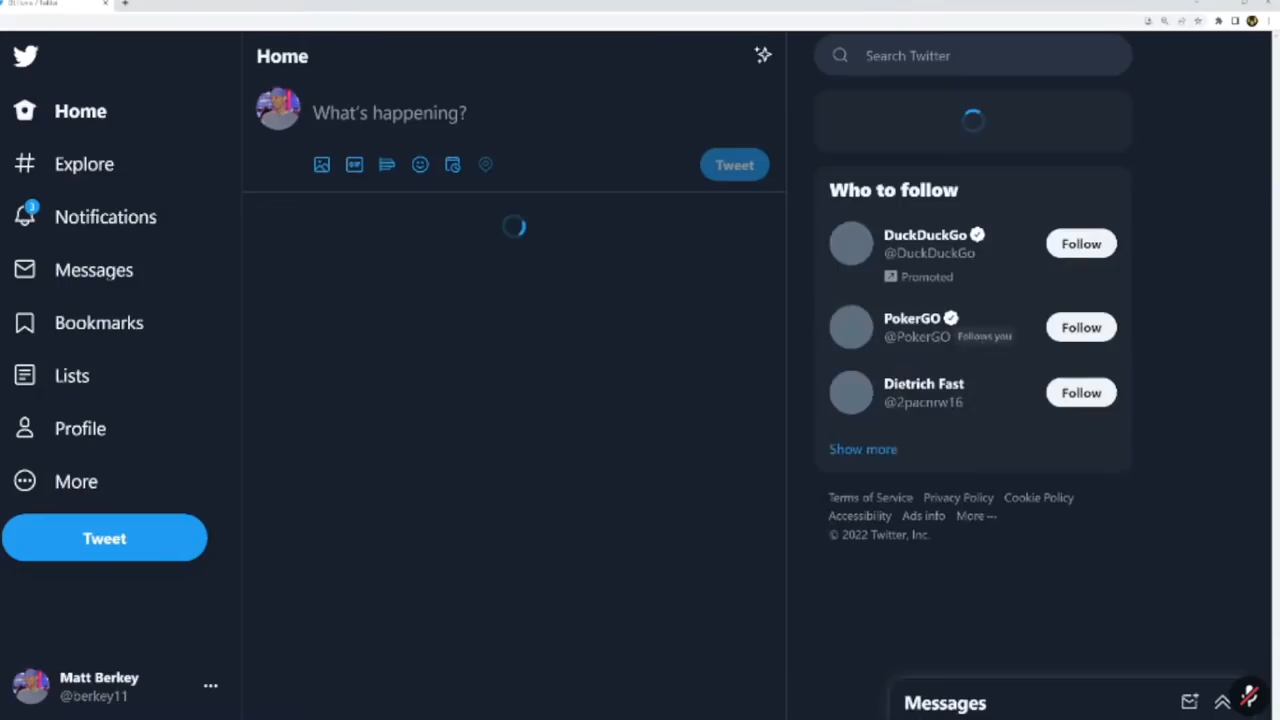 Home
Explore
3
Notifications
Messages
Bookmarks
Lists
Profile
More
Tweet
Matt Berkey
@berkey11
Home
What's happening?
GIF
Tweet
Search Twitter
Who to follow
DuckDuckGo
@DuckDuckGo
Promoted
Follow
PokerGO
@PokerGO Follows you
Follow
Dietrich Fast
@2pacnrw16
Follow
Show more
Terms of Service Privacy Policy Cookie Policy
Accessibility Ads info More ···
© 2022 Twitter, Inc.
Messages